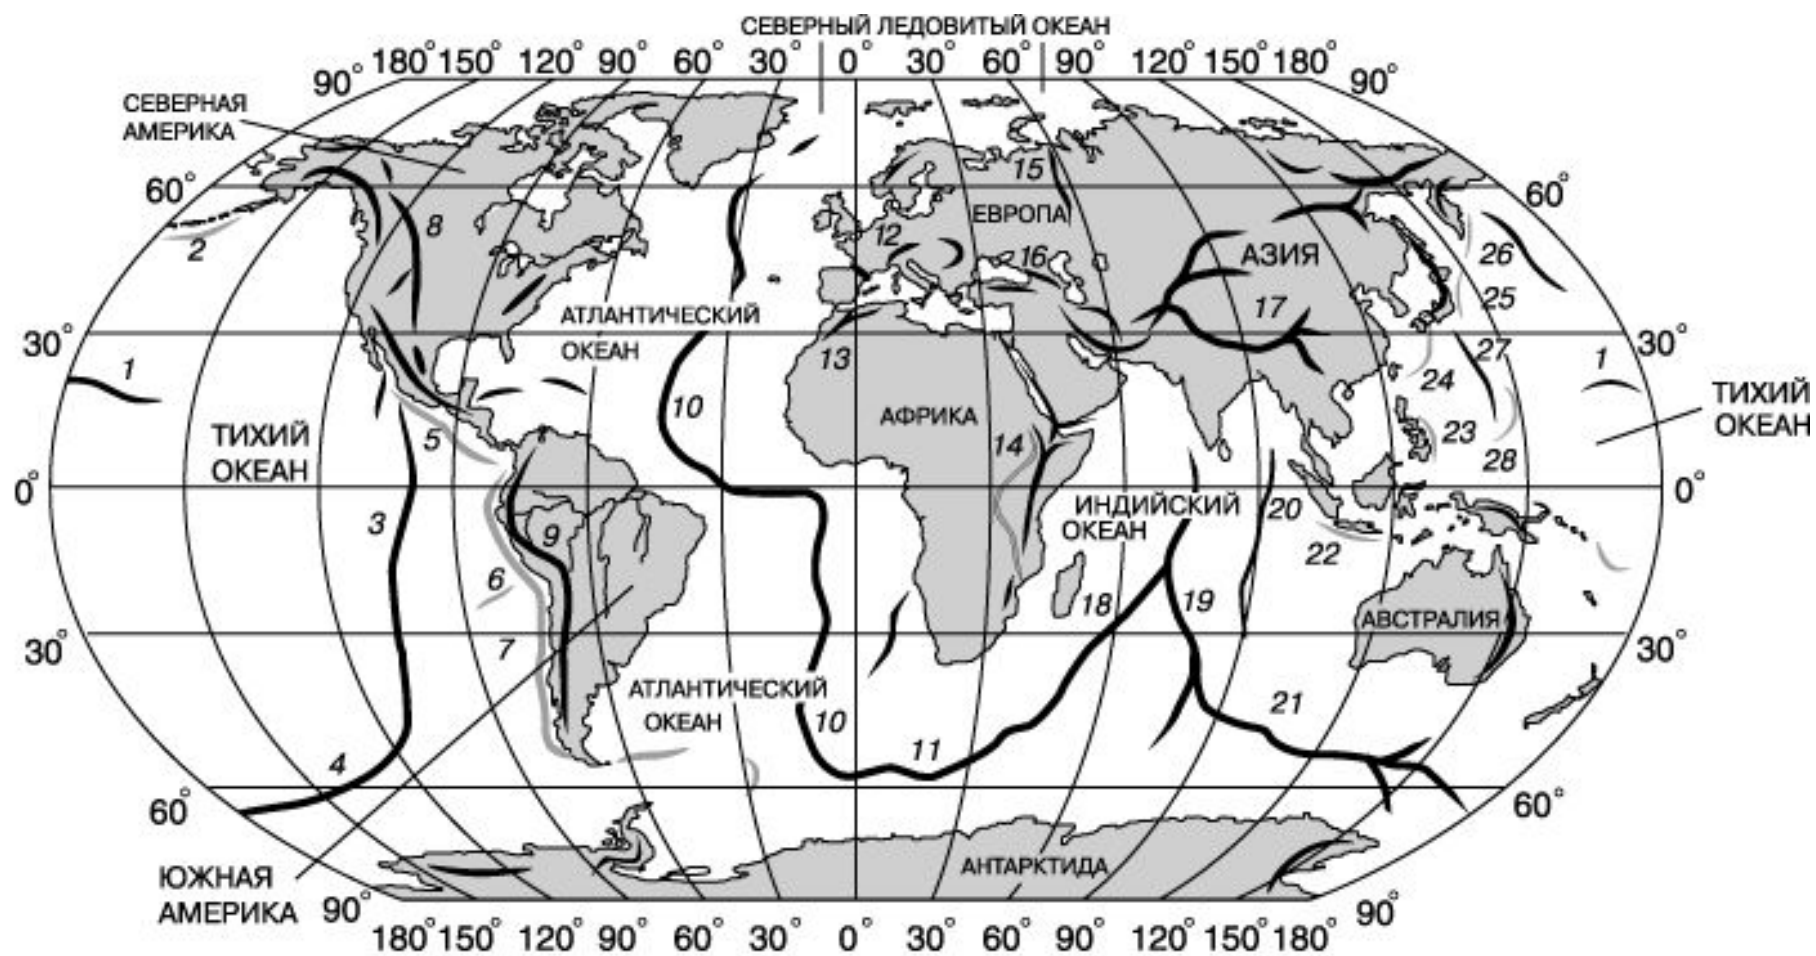 СЕВЕРНЫЙ ЛЕДОВИТЫЙ ОКЕАН
180° 150° 120° 90° 60° 30° 0° 30° 60° 90° 120° 150° 180°
90° 90°
СЕВЕРНАЯ
АМЕРИКА
15
60° 60°
8
ЕВРОПА
2
12
16
АЗИЯ
26
25
17
АТЛАНТИЧЕСКИЙ
ОКЕАН
30° 30°
1
13
27
1
24
ТИХИЙ
ОКЕАН
10
АФРИКА
ТИХИЙ
ОКЕАН
5
14
23
28
0° 0°
3
9
ИНДИЙСКИЙ
ОКЕАН
20
22
6
18
19
АВСТРАЛИЯ
30° 30°
7
АТЛАНТИЧЕСКИЙ
ОКЕАН
10
21
11
4
60° 60°
ЮЖНАЯ
АМЕРИКА
АНТАРКТИДА
90° 90°
180° 150° 120° 90° 60° 30° 0° 30° 60° 90° 120° 150° 180°